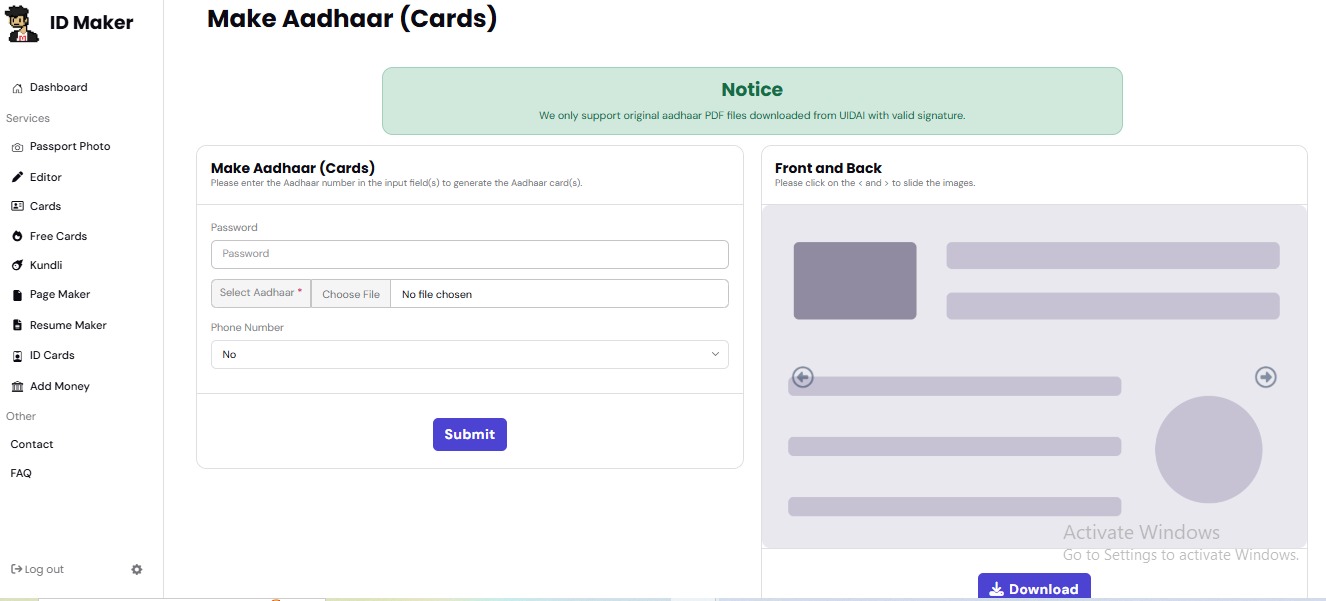 ID Maker
Dashboard
Services
Passport Photo
Editor
Cards
Free Cards
Kundli
Page Maker
Resume Maker
ID Cards
Add Money
Other
Contact
FAQ
Log out
Make Aadhaar (Cards)
Notice
We only support original aadhaar PDF files downloaded from UIDAI with valid signature.
Make Aadhaar (Cards)
Please enter the Aadhaar number in the input field(s) to generate the Aadhaar card(s).
Password
Password
Select Aadhaar * Choose File No file chosen
Phone Number
No
Submit
Front and Back
Please click on the < and > to slide the images.
Activate Windows
Go to Settings to activate Windows.
Download